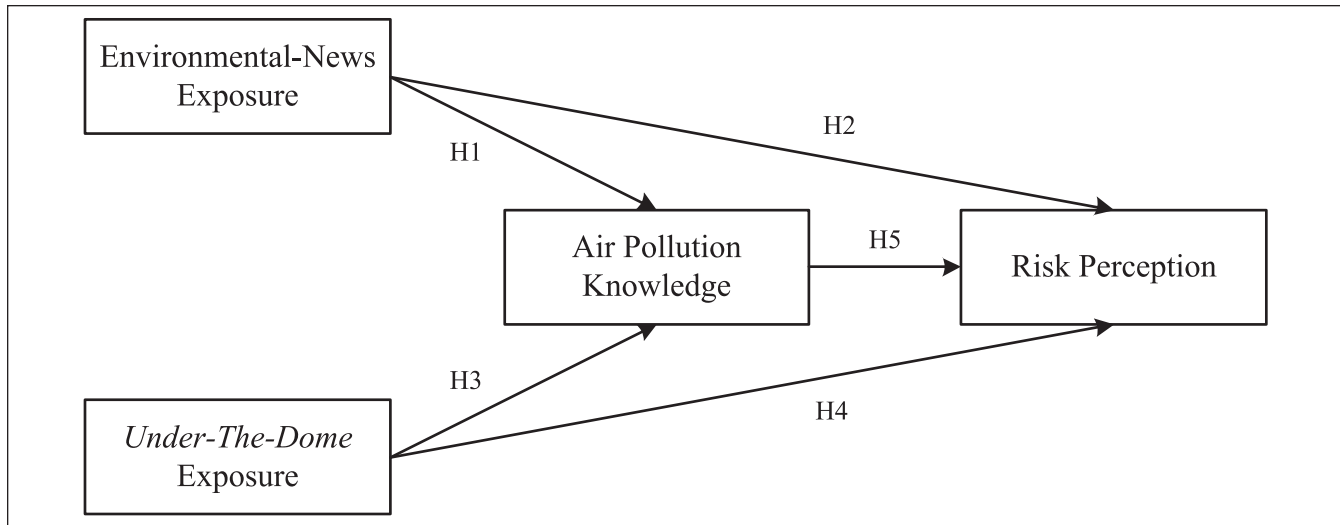 Environmental-News
Exposure
H2
H1
Air Pollution
Knowledge
H5
Risk Perception
H3
H4
Under-The-Dome
Exposure